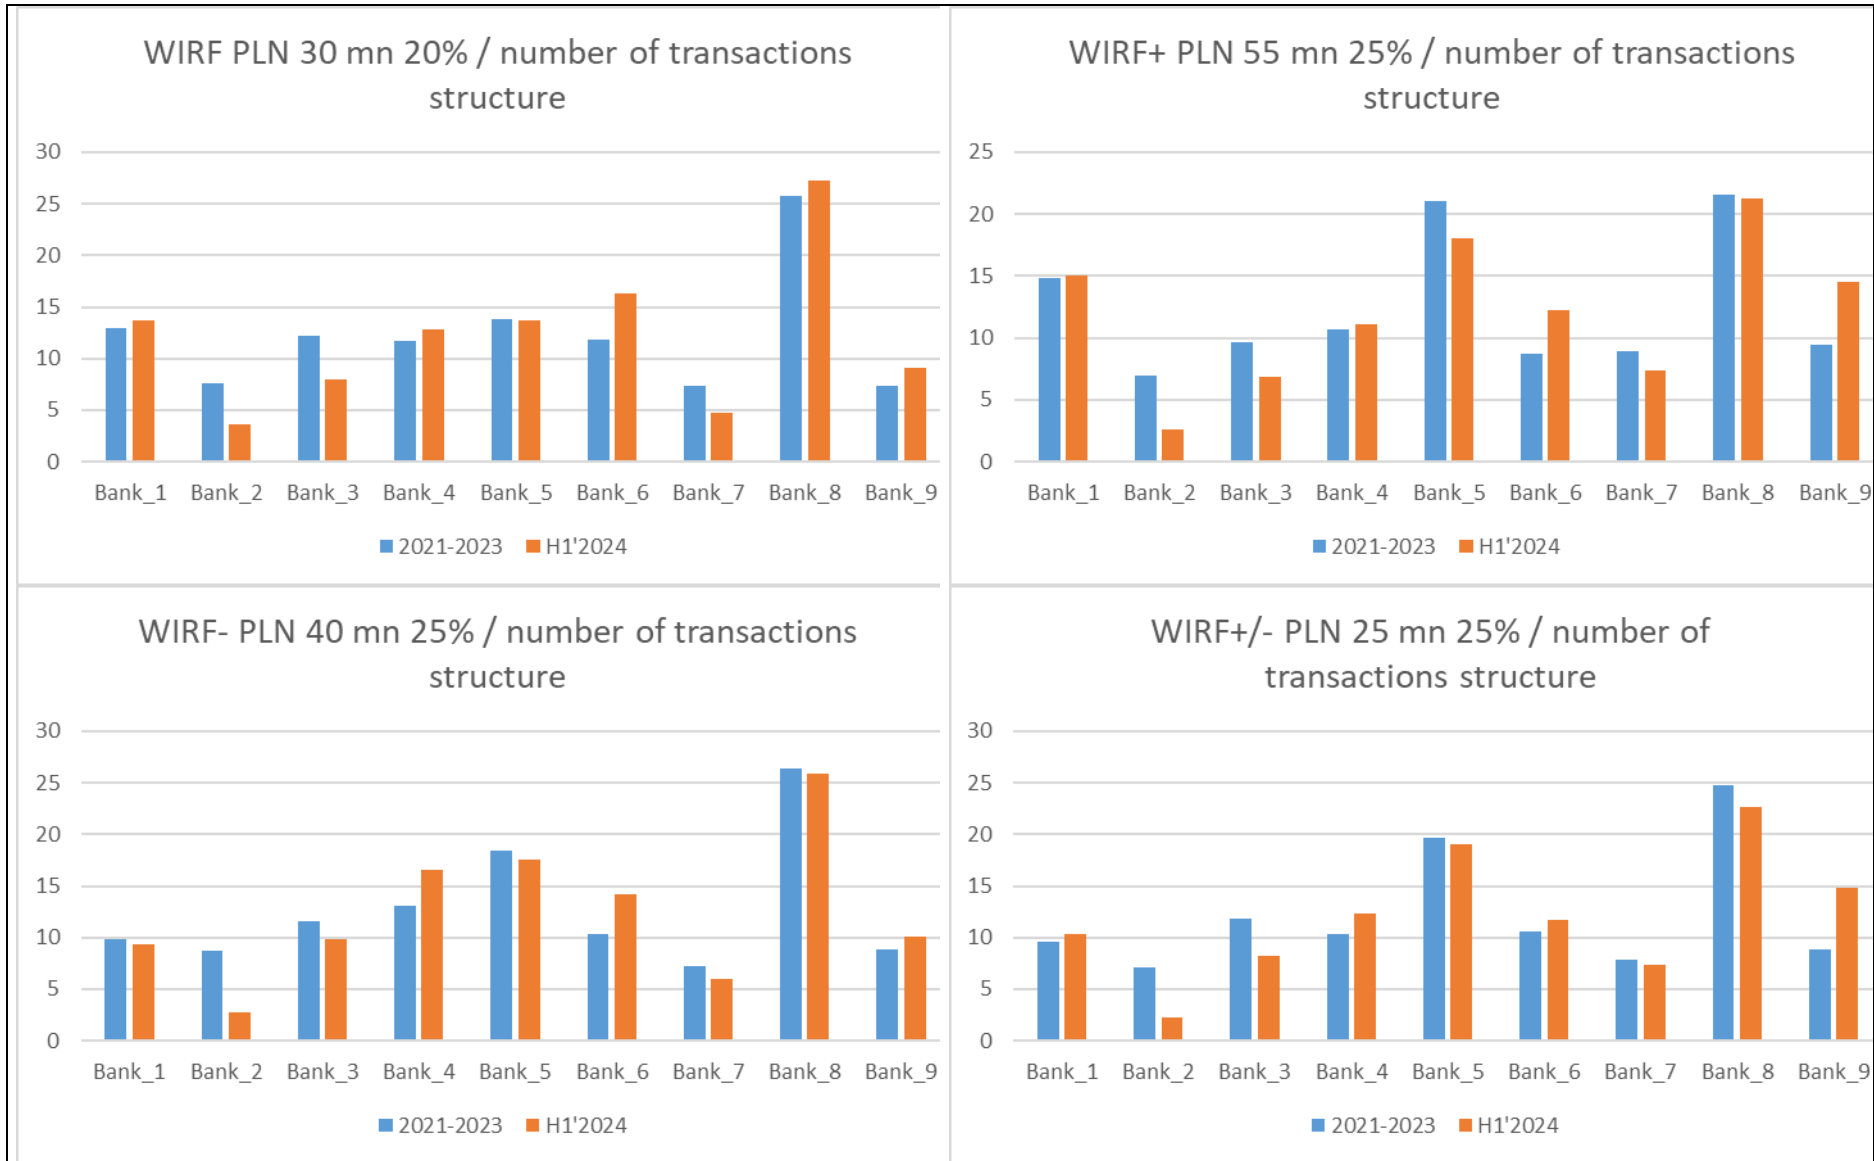 WIRF PLN 30 mn 20% / number of transactions
structure
30
25
20
15
10
5
0
Bank_1 Bank_2 Bank_3 Bank_4 Bank_5 Bank_6 Bank_7 Bank_8 Bank_9
2021-2023 H1'2024
WIRF+ PLN 55 mn 25% / number of transactions
structure
25
20
15
10
5
0
Bank_1 Bank_2 Bank_3 Bank_4 Bank_5 Bank_6 Bank_7 Bank_8 Bank_9
2021-2023 H1'2024
WIRF- PLN 40 mn 25% / number of transactions
structure
30
25
20
15
10
5
0
Bank_1 Bank_2 Bank_3 Bank_4 Bank_5 Bank_6 Bank_7 Bank_8 Bank_9
2021-2023 H1'2024
WIRF+/- PLN 25 mn 25% / number of
transactions structure
30
25
20
15
10
5
0
Bank_1 Bank_2 Bank_3 Bank_4 Bank_5 Bank_6 Bank_7 Bank_8 Bank_9
2021-2023 H1'2024